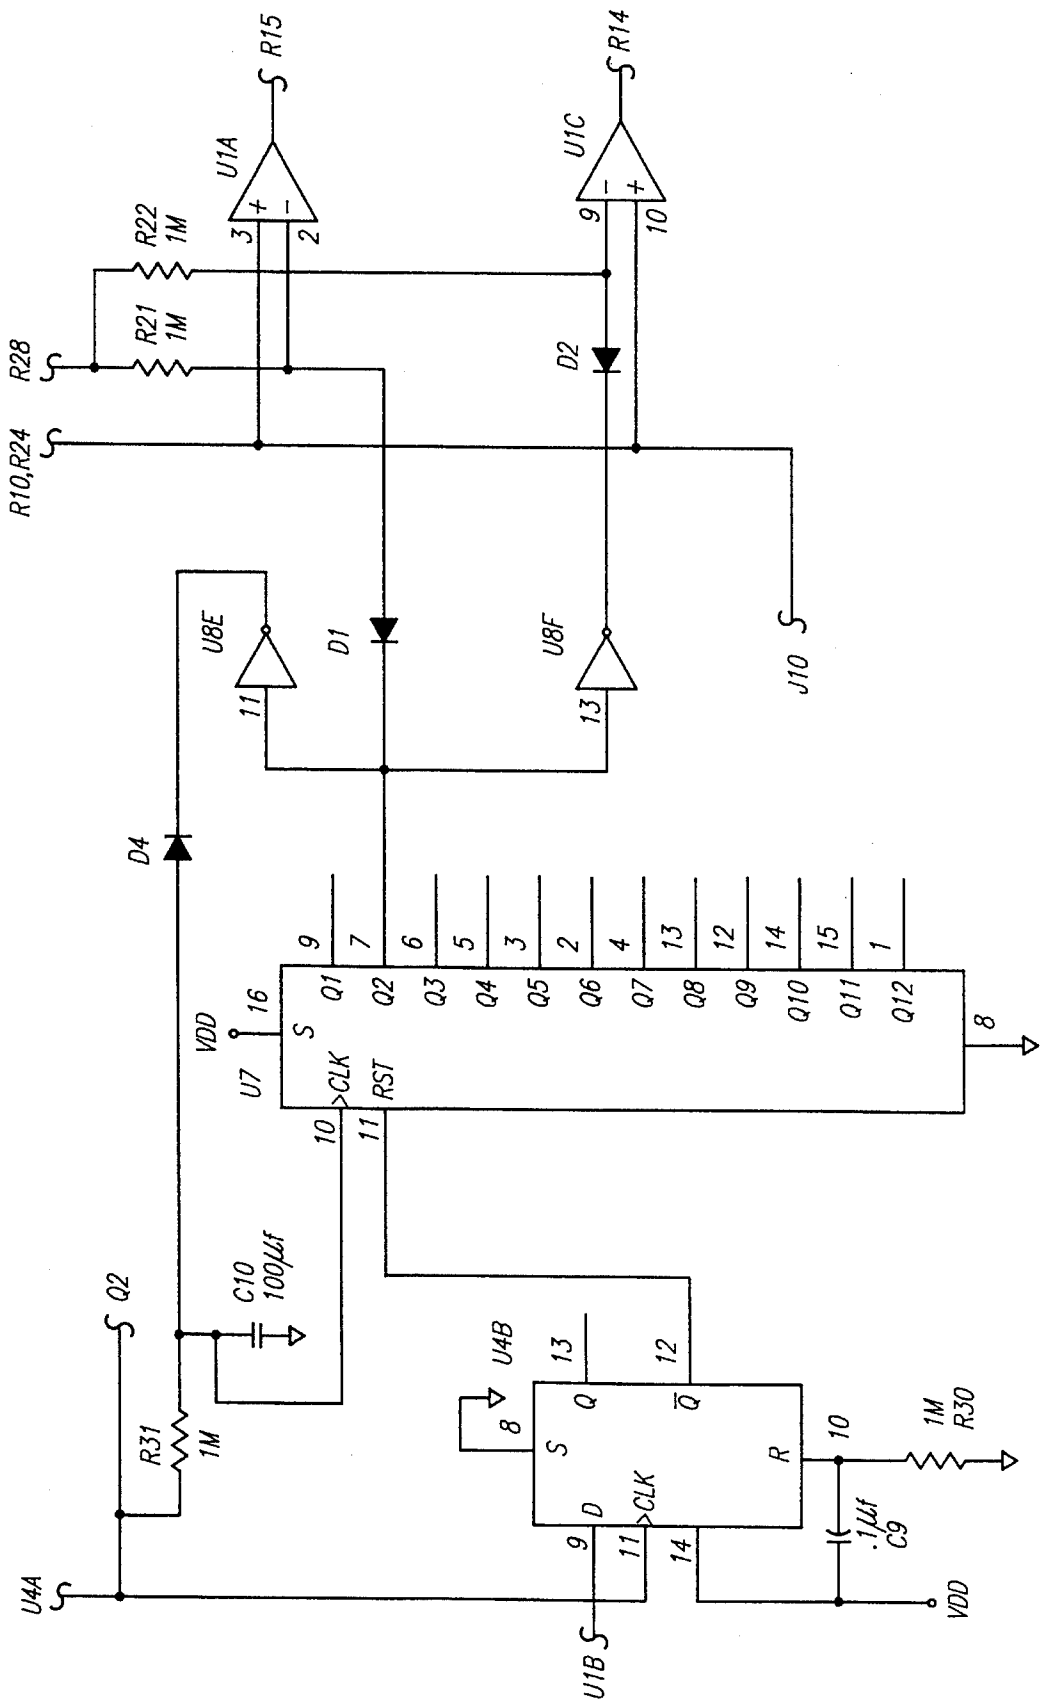 R15
U1A
3
+
-
2
R22
1M
R21
1M
R28
R10,R24
R14
U1C
9
-
+
10
D2
U8E
11
D1
U8F
13
J10
D4
VDD
16
U7
S
CLK
10
RST
11
Q1
9
Q2
7
Q3
6
Q4
5
Q5
3
Q6
2
Q7
4
Q8
13
Q9
12
Q10
14
Q11
15
Q12
1
8
Q2
C10
100µf
R31
1M
U4A
U4B
8
S
13
Q
12
Q̅
D
9
CLK
11
14
R
10
1M
R30
.1µf
C9
VDD
U1B